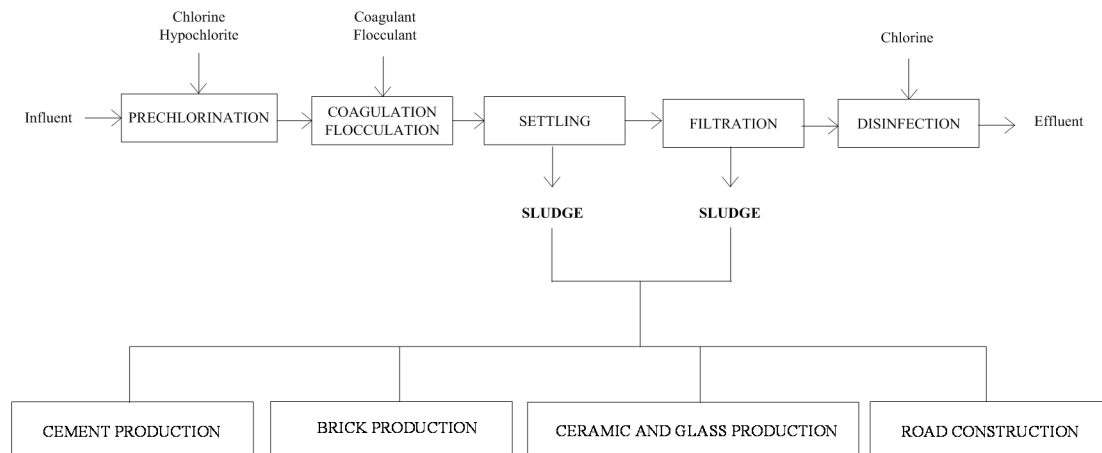 Chlorine
Hypochlorite
Coagulant
Flocculant
Chlorine
Influent
PRECHLORINATION
COAGULATION
FLOCCULATION
SETTLING
FILTRATION
DISINFECTION
Effluent
SLUDGE
SLUDGE
CEMENT PRODUCTION
BRICK PRODUCTION
CERAMIC AND GLASS PRODUCTION
ROAD CONSTRUCTION